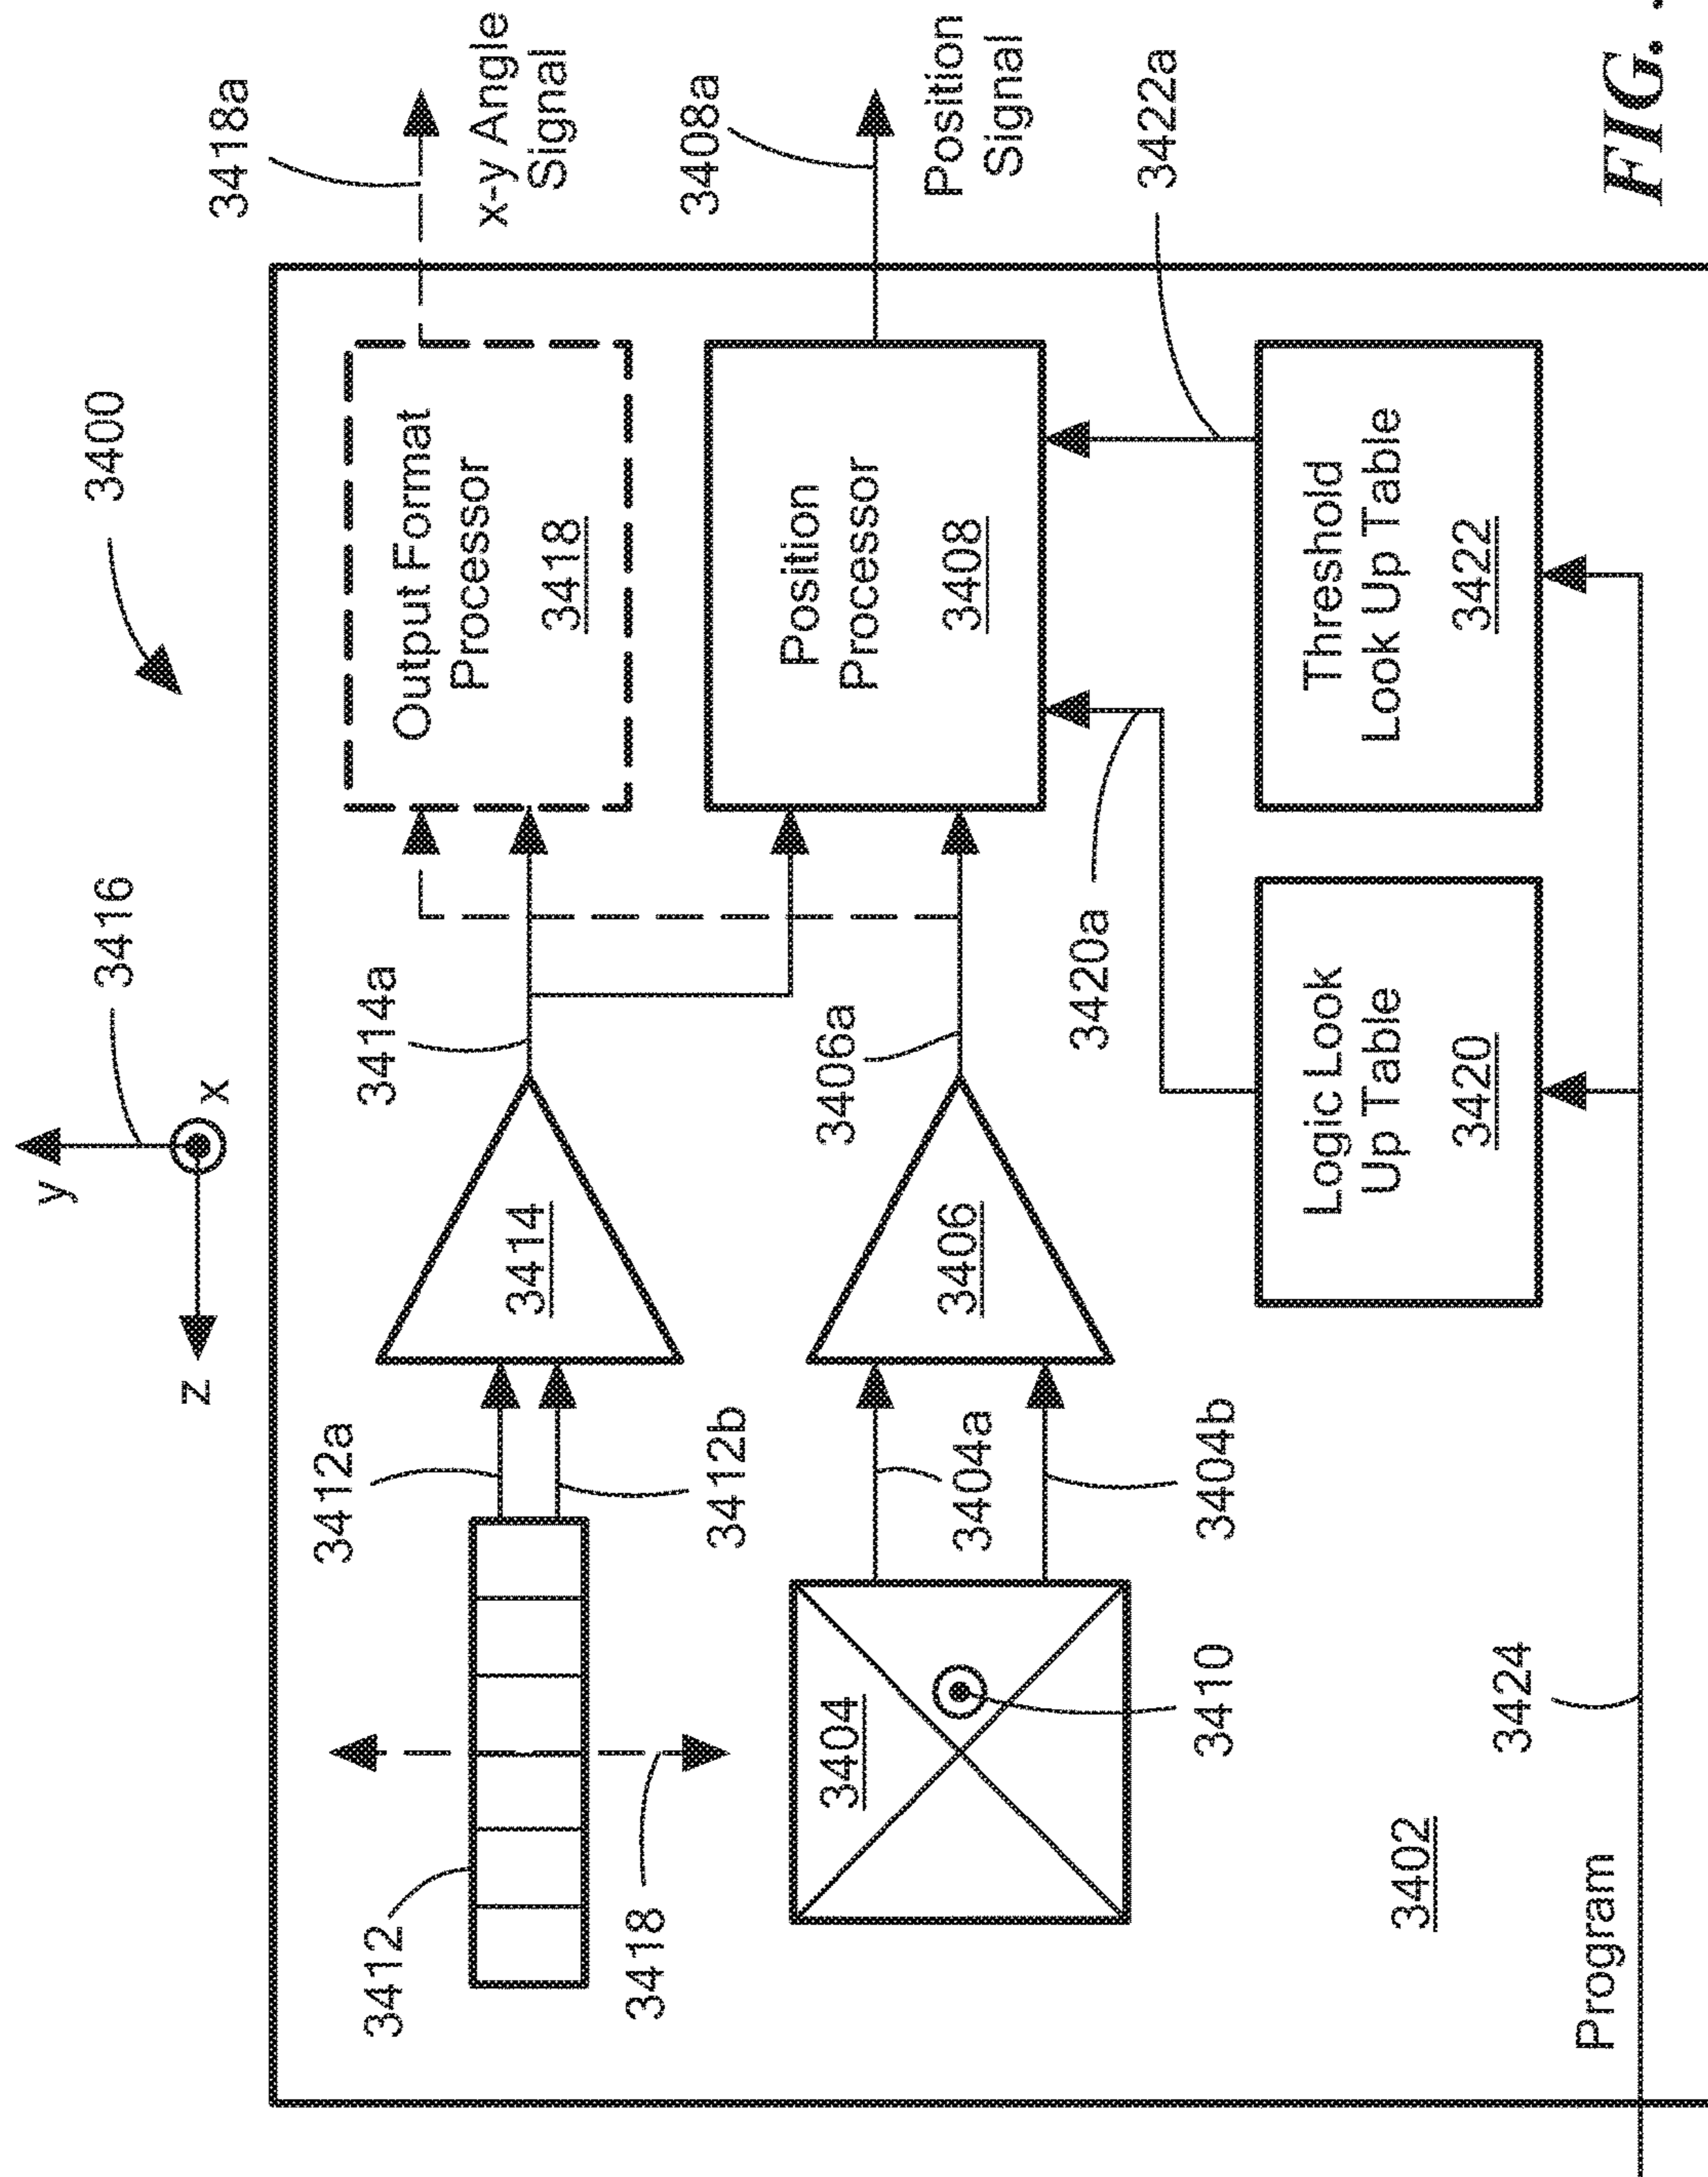 3400
3416
y
x
z
3418a
x-y Angle
Signal
3408a
Position
Signal
3422a
3412
3412a
3412b
3418
3414
3414a
Output Format
Processor
3418
3404
3404a
3404b
3410
3406
3406a
Position
Processor
3408
3420a
Logic Look
Up Table
3420
Threshold
Look Up Table
3422
3402
3424
Program
FIG.